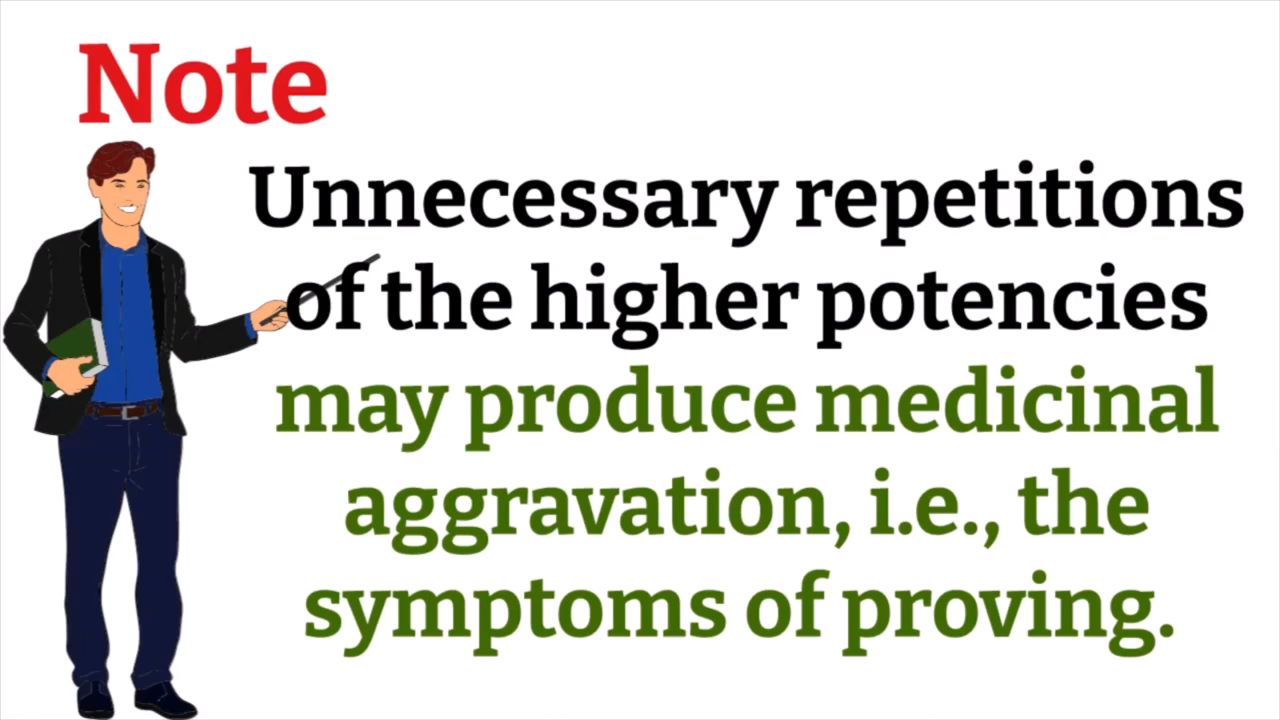 Note
Unnecessary repetitions
of the higher potencies
may produce medicinal
aggravation, i.e., the
symptoms of proving.